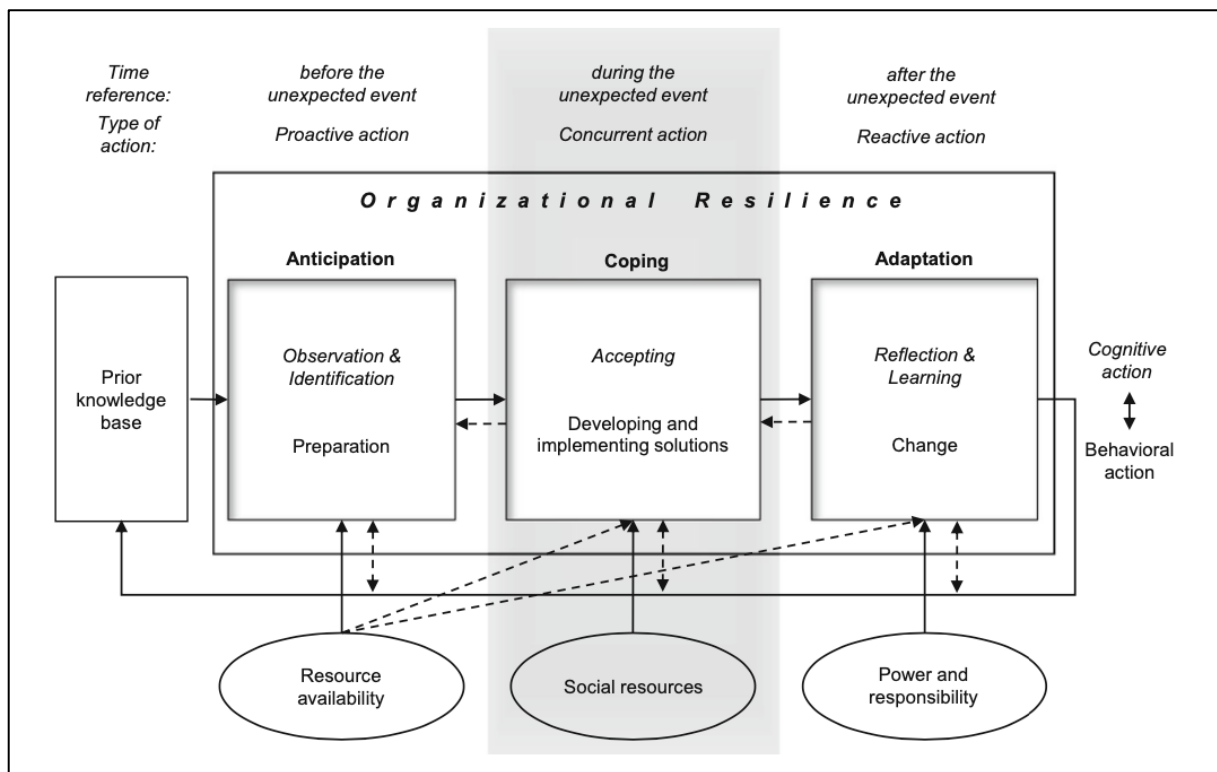 Time
reference:
before the
unexpected event
during the
unexpected event
after the
unexpected event
Type of
action:
Proactive action
Concurrent action
Reactive action
Organizational Resilience
Anticipation
Coping
Adaptation
Prior
knowledge
base
Observation &
Identification
Preparation
Accepting
Developing and
implementing solutions
Reflection &
Learning
Change
Cognitive
action
Behavioral
action
Resource
availability
Social resources
Power and
responsibility